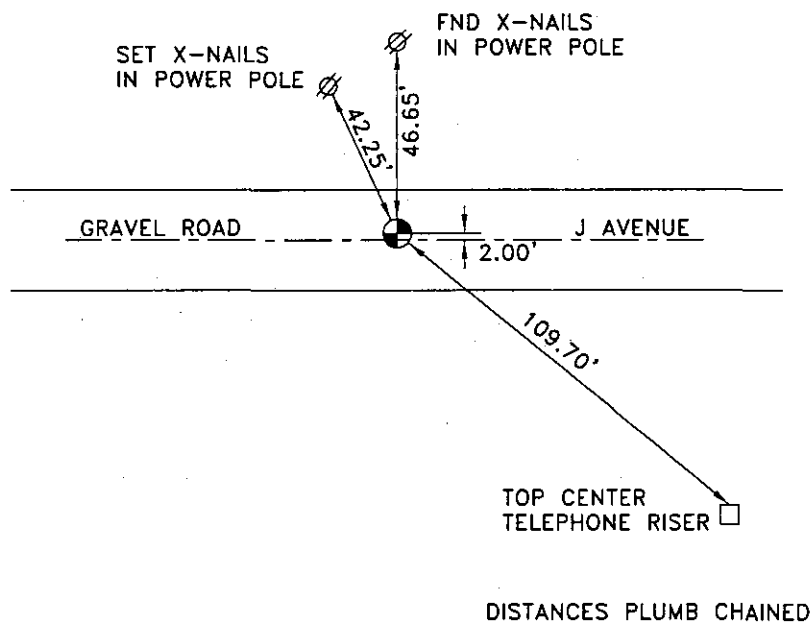 FND X-NAILS
IN POWER POLE
SET X-NAILS
IN POWER POLE
42.25'
46.65'
GRAVEL ROAD
J AVENUE
2.00'
109.70'
TOP CENTER
TELEPHONE RISER
DISTANCES PLUMB CHAINED